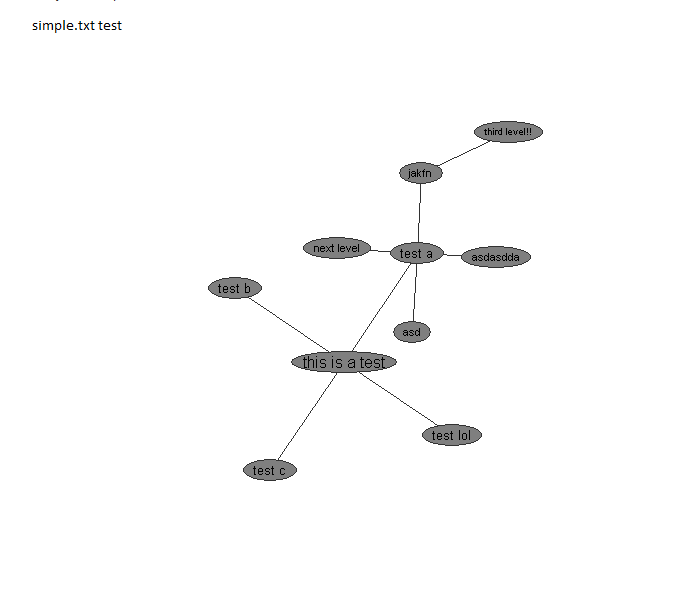 simple.txt test
third level!!
jakfn
next level
test a
asdasdda
test b
asd
this is a test
test lol
test c